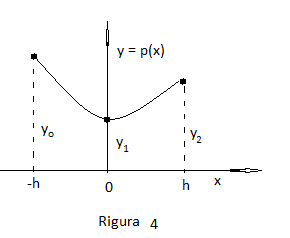 y = p(x)
yo
y1
y2
-h
0
h
x
Rigura 4